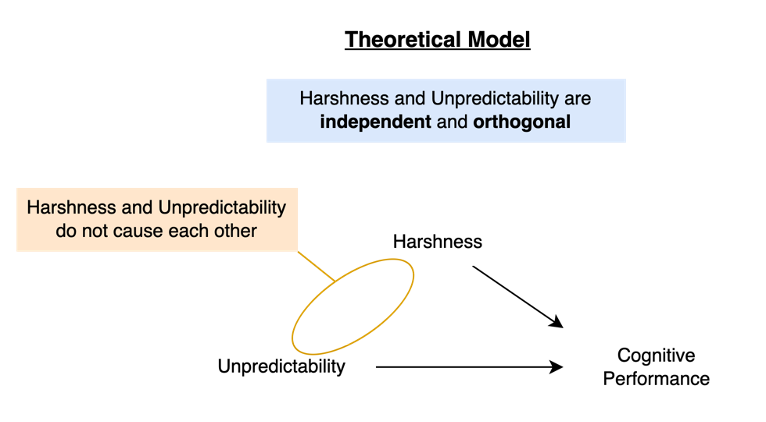 Theoretical Model
Harshness and Unpredictability are
independent and orthogonal
Harshness and Unpredictability
do not cause each other
Harshness
Unpredictability
Cognitive
Performance